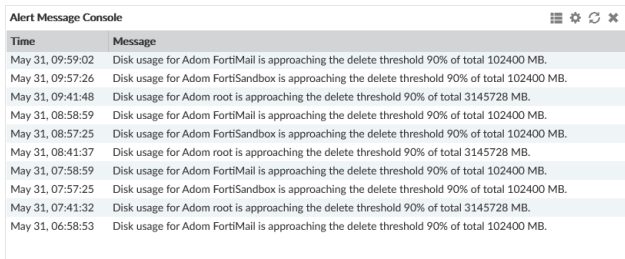 Alert Message Console
Time Message
May 31, 09:59:02 Disk usage for Adom FortiMail is approaching the delete threshold 90% of total 102400 MB.
May 31, 09:57:26 Disk usage for Adom FortiSandbox is approaching the delete threshold 90% of total 102400 MB.
May 31, 09:41:48 Disk usage for Adom root is approaching the delete threshold 90% of total 3145728 MB.
May 31, 08:58:59 Disk usage for Adom FortiMail is approaching the delete threshold 90% of total 102400 MB.
May 31, 08:57:25 Disk usage for Adom FortiSandbox is approaching the delete threshold 90% of total 102400 MB.
May 31, 08:41:37 Disk usage for Adom root is approaching the delete threshold 90% of total 3145728 MB.
May 31, 07:58:59 Disk usage for Adom FortiMail is approaching the delete threshold 90% of total 102400 MB.
May 31, 07:57:25 Disk usage for Adom FortiSandbox is approaching the delete threshold 90% of total 102400 MB.
May 31, 07:41:32 Disk usage for Adom root is approaching the delete threshold 90% of total 3145728 MB.
May 31, 06:58:53 Disk usage for Adom FortiMail is approaching the delete threshold 90% of total 102400 MB.